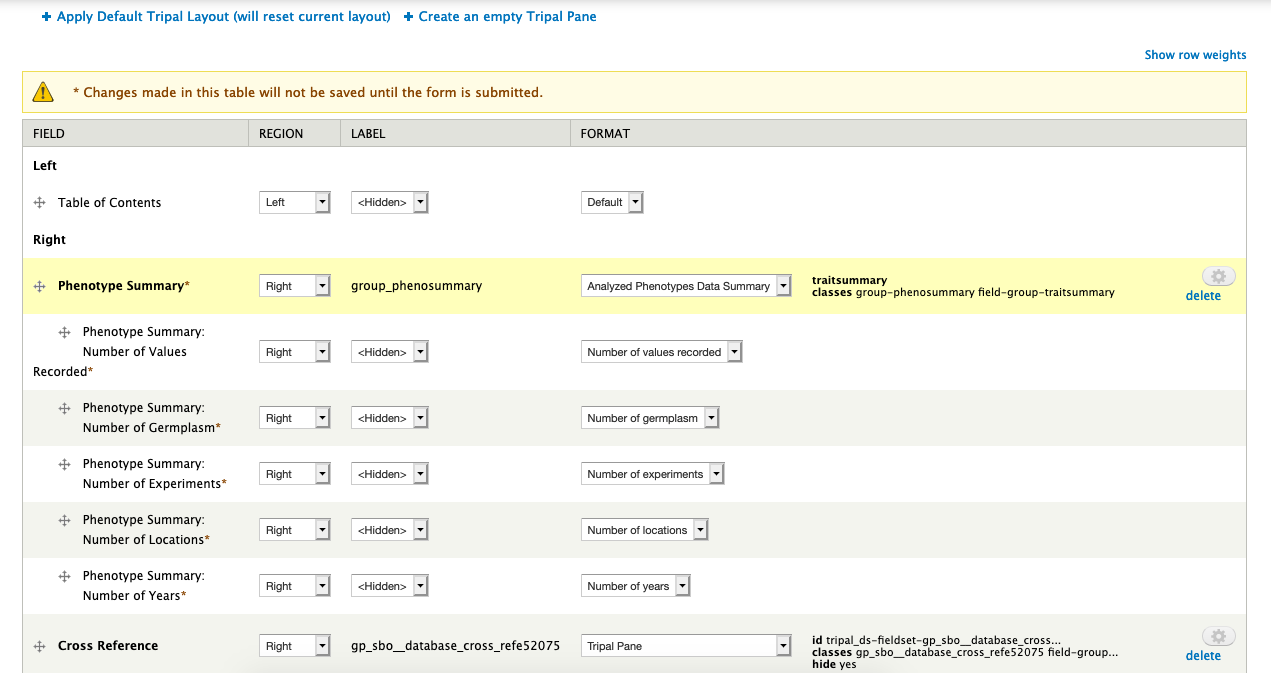 + Apply Default Tripal Layout (will reset current layout) + Create an empty Tripal Pane
Show row weights
* Changes made in this table will not be saved until the form is submitted.
FIELD REGION LABEL FORMAT
Left
Table of Contents Left <Hidden> Default
Right
Phenotype Summary* Right group_phenosummary Analyzed Phenotypes Data Summary
traitsummary
classes group-phenosummary field-group-traitsummary
delete
Phenotype Summary:
Number of Values
Recorded*
Right <Hidden> Number of values recorded
Phenotype Summary:
Number of Germplasm*
Right <Hidden> Number of germplasm
Phenotype Summary:
Number of Experiments*
Right <Hidden> Number of experiments
Phenotype Summary:
Number of Locations*
Right <Hidden> Number of locations
Phenotype Summary:
Number of Years*
Right <Hidden> Number of years
Cross Reference Right gp_sbo__database_cross_refe52075 Tripal Pane
id tripal_ds-fieldset-gp_sbo__database_cross...
classes gp_sbo__database_cross_refe52075 field-group...
hide yes
delete